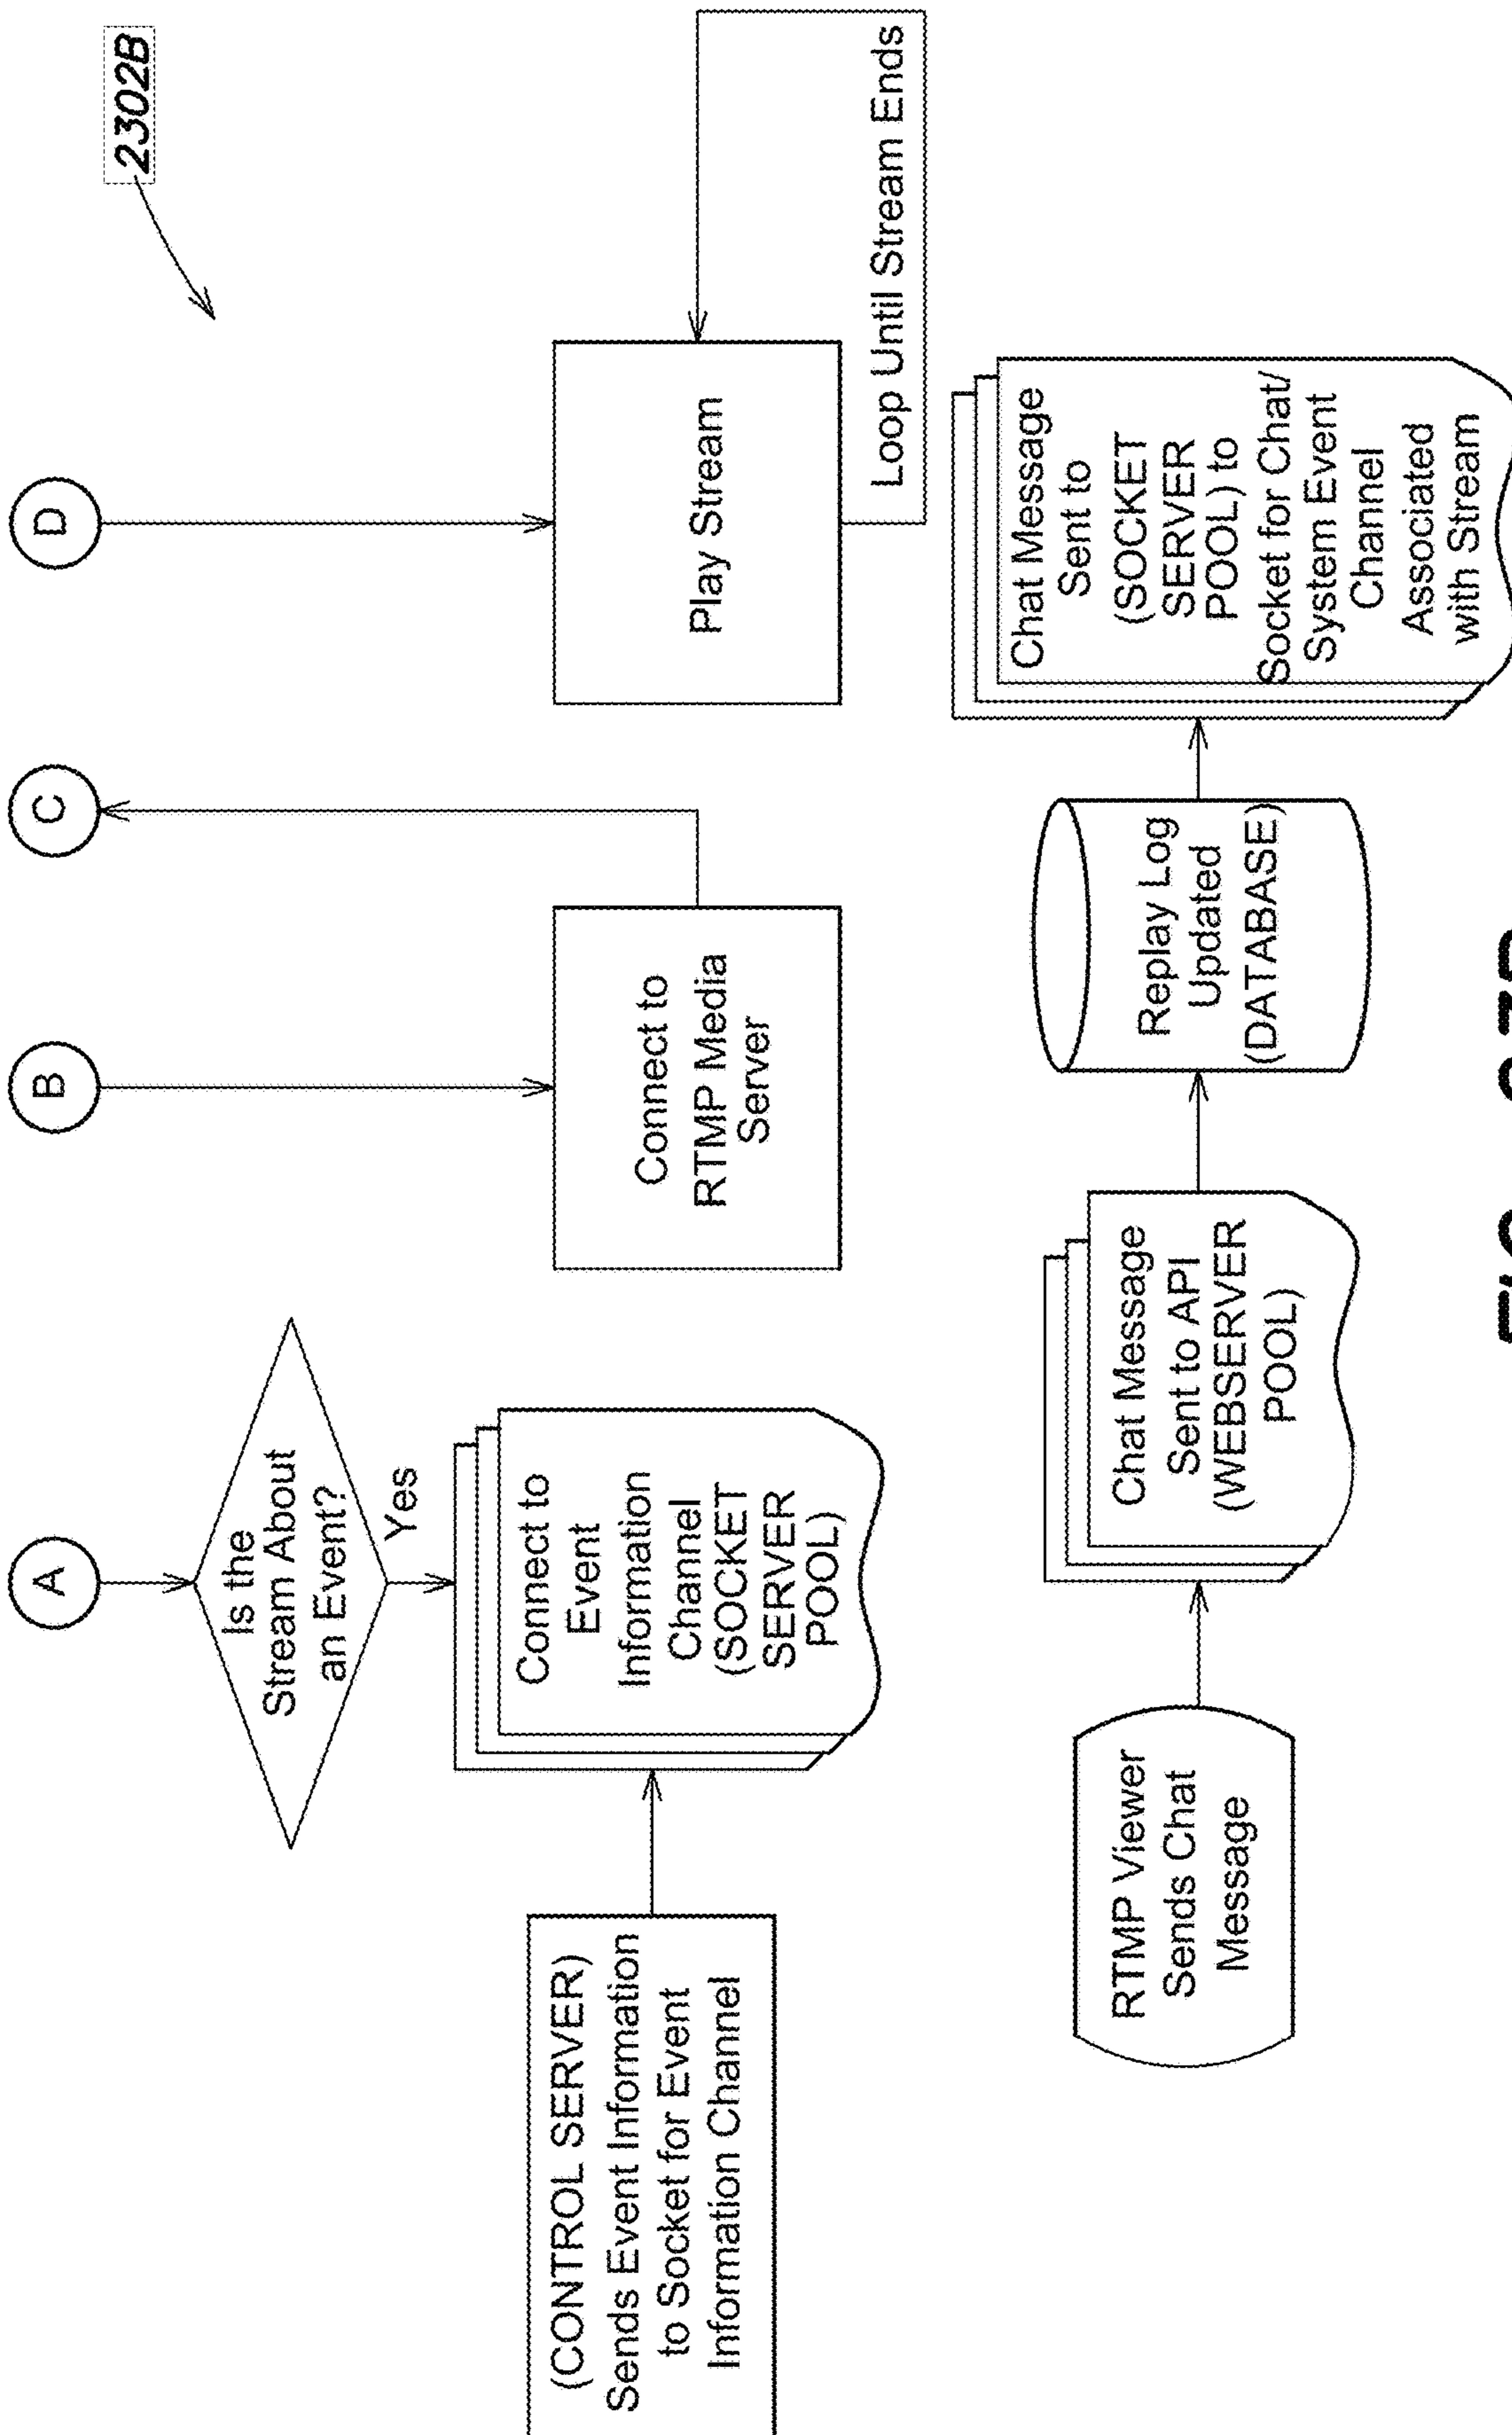 2302B
A
B
C
D
Is the
Stream About
an Event?
Yes
(CONTROL SERVER)
Sends Event Information
to Socket for Event
Information Channel
Connect to
Event
Information
Channel
(SOCKET
SERVER
POOL)
Connect to
RTMP Media
Server
Play Stream
Loop Until Stream Ends
RTMP Viewer
Sends Chat
Message
Chat Message
Sent to API
(WEBSERVER
POOL)
Replay Log
Updated
(DATABASE)
Chat Message
Sent to
(SOCKET
SERVER
POOL) to
Socket for Chat/
System Event
Channel
Associated
with Stream